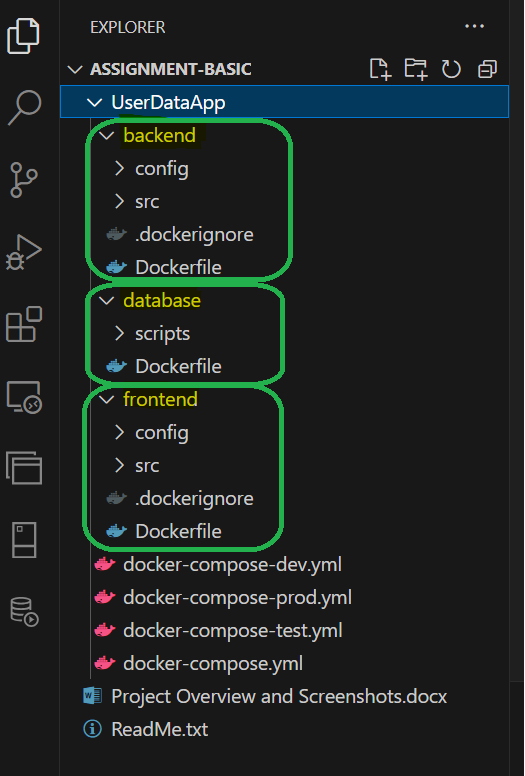 EXPLORER
ASSIGNMENT-BASIC
UserDataApp
backend
config
src
.dockerignore
Dockerfile
database
scripts
Dockerfile
frontend
config
src
.dockerignore
Dockerfile
docker-compose-dev.yml
docker-compose-prod.yml
docker-compose-test.yml
docker-compose.yml
Project Overview and Screenshots.docx
ReadMe.txt